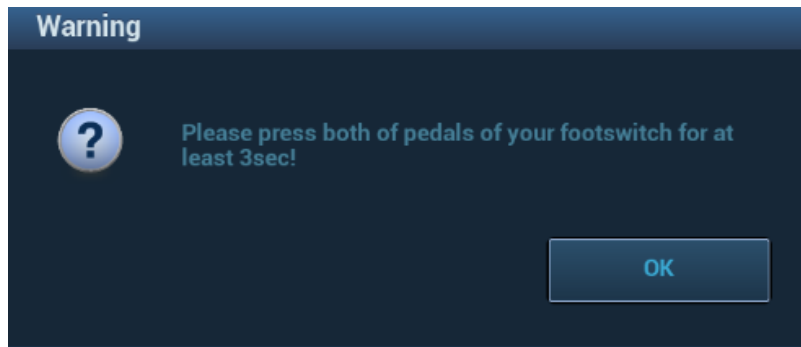 Warning
?
Please press both of pedals of your footswitch for at
least 3sec!
OK